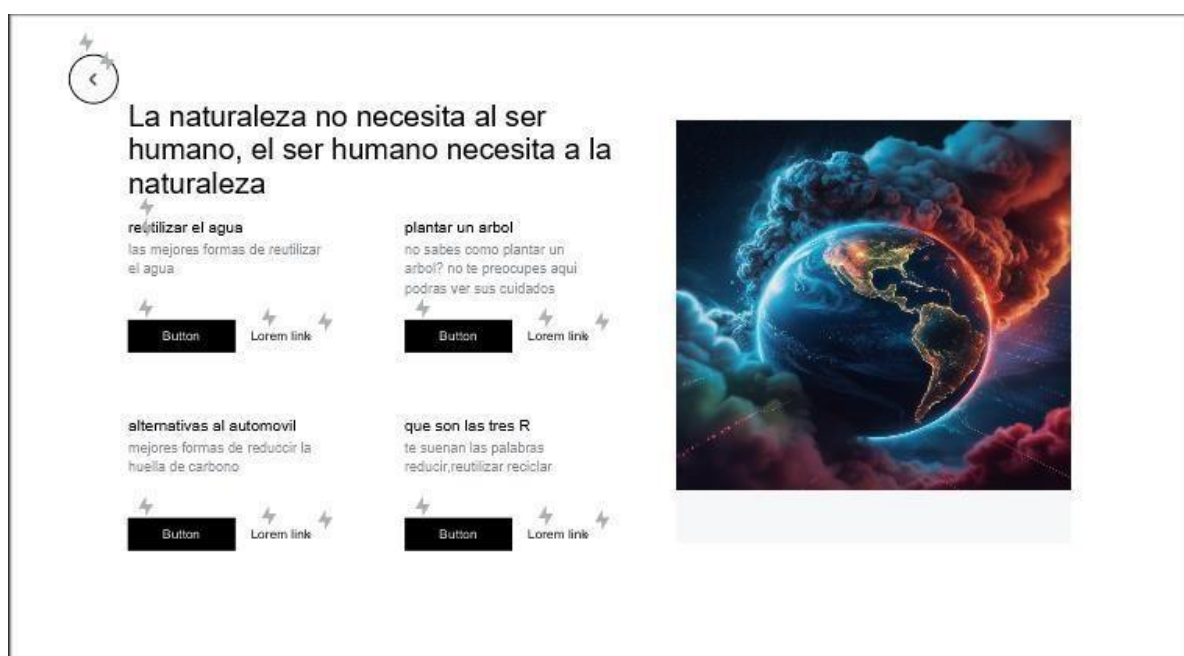 La naturaleza no necesita al ser
humano, el ser humano necesita a la
naturaleza
reutilizar el agua
las mejores formas de reutilizar
el agua
Button
Lorem link
plantar un arbol
no sabes como plantar un
arbol? no te preocupes aqui
podras ver sus cuidados
Button
Lorem link
alternativas al automovil
mejores formas de reduccir la
huella de carbono
Button
Lorem link
que son las tres R
te suenan las palabras
reducir,reutilizar reciclar
Button
Lorem link